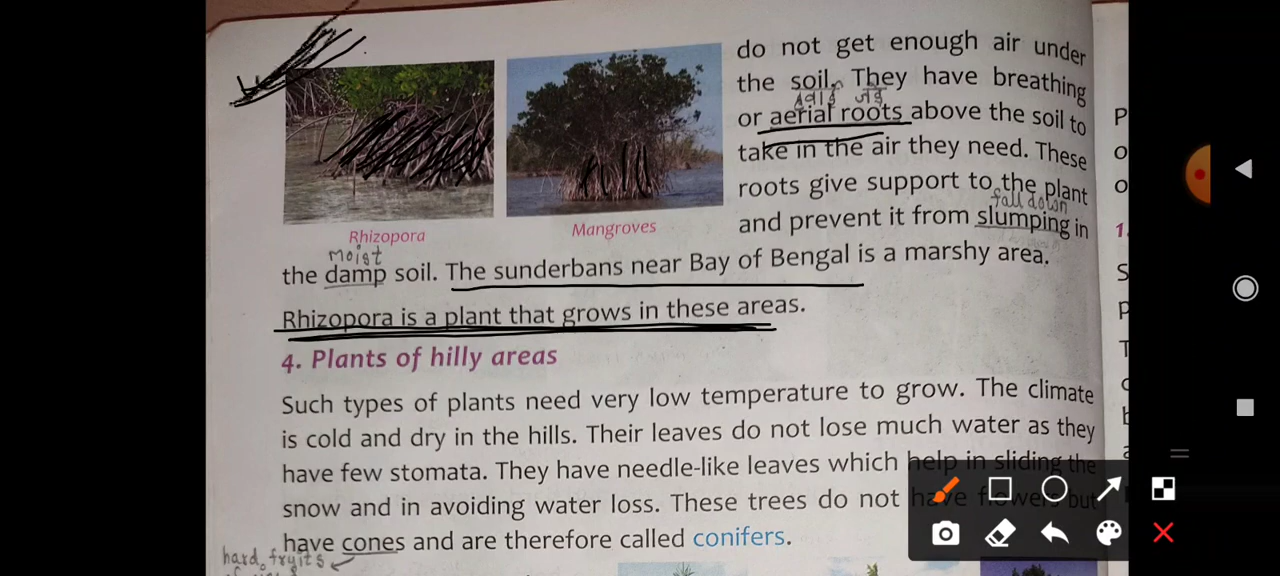 do not get enough air under
the soil. They have breathing
हवाई जड़
or aerial roots above the soil to
take in the air they need. These
roots give support to the plant
fall down
and prevent it from slumping in
Rhizopora
Mangroves
moist
the damp soil. The sunderbans near Bay of Bengal is a marshy area.
Rhizopora is a plant that grows in these areas.
4. Plants of hilly areas
Such types of plants need very low temperature to grow. The climate
is cold and dry in the hills. Their leaves do not lose much water as they
have few stomata. They have needle-like leaves which help in sliding the
snow and in avoiding water loss. These trees do not have flowers but
have cones and are therefore called conifers.
hard fruits
1.